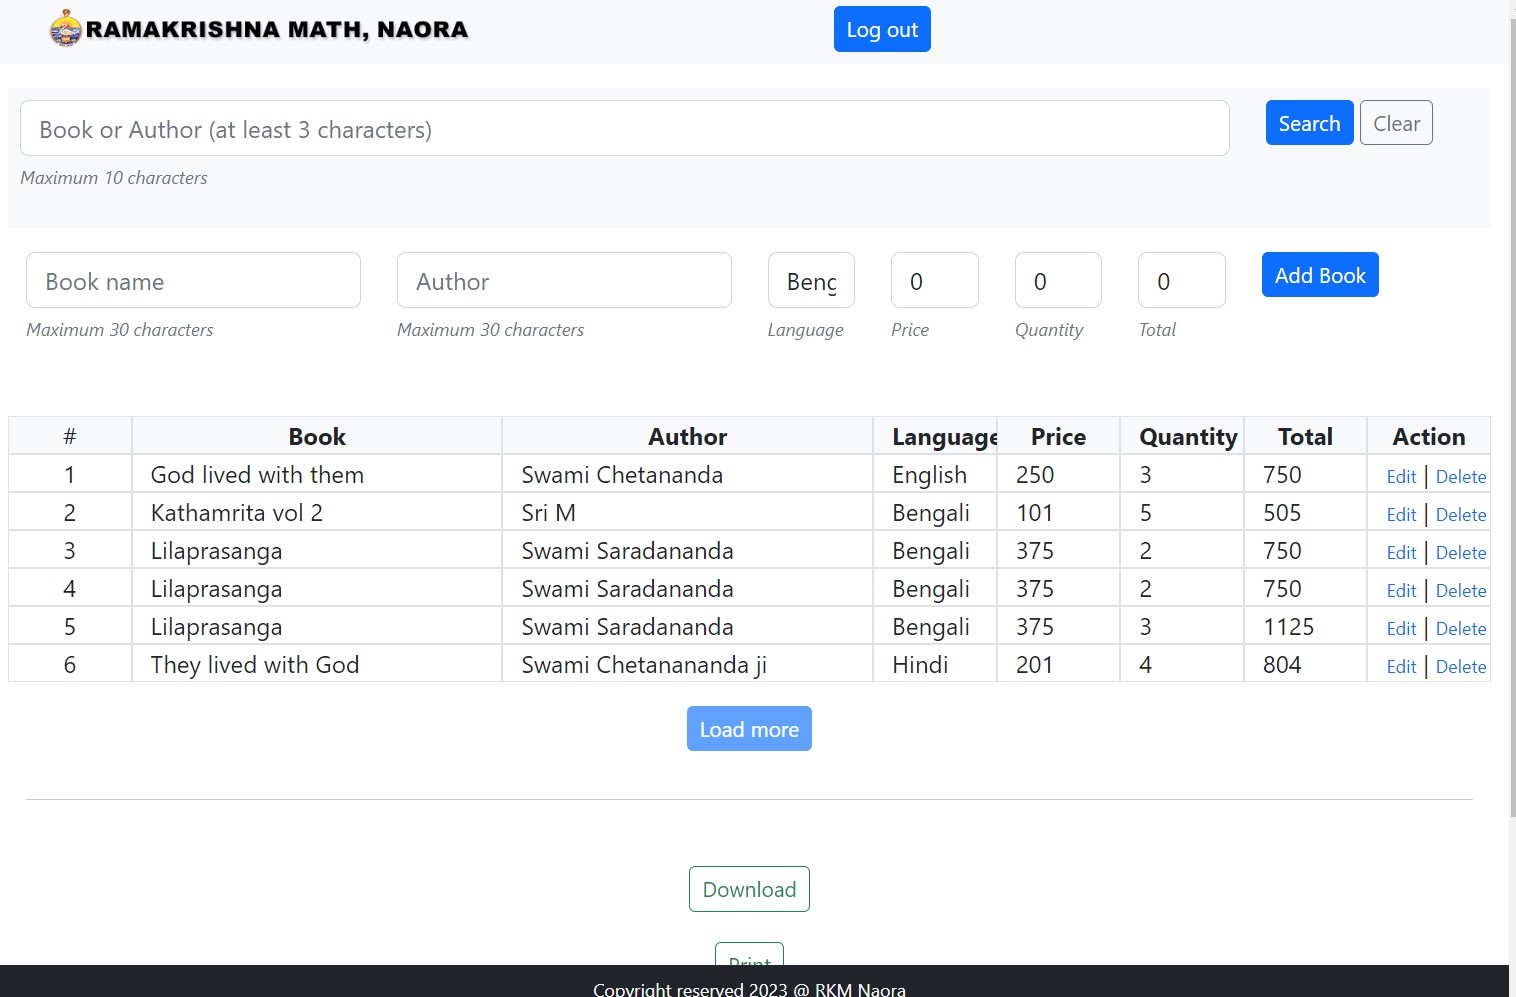 RAMAKRISHNA MATH, NAORA Log out
Book or Author (at least 3 characters) Search Clear
Maximum 10 characters
Book name Author Beng 0 0 0 Add Book
Maximum 30 characters Maximum 30 characters Language Price Quantity Total
# Book Author Language Price Quantity Total Action
1 God lived with them Swami Chetananda English 250 3 750 Edit | Delete
2 Kathamrita vol 2 Sri M Bengali 101 5 505 Edit | Delete
3 Lilaprasanga Swami Saradananda Bengali 375 2 750 Edit | Delete
4 Lilaprasanga Swami Saradananda Bengali 375 2 750 Edit | Delete
5 Lilaprasanga Swami Saradananda Bengali 375 3 1125 Edit | Delete
6 They lived with God Swami Chetanananda ji Hindi 201 4 804 Edit | Delete
Load more
Download
Print
Copyright reserved 2023 @ RKM Naora